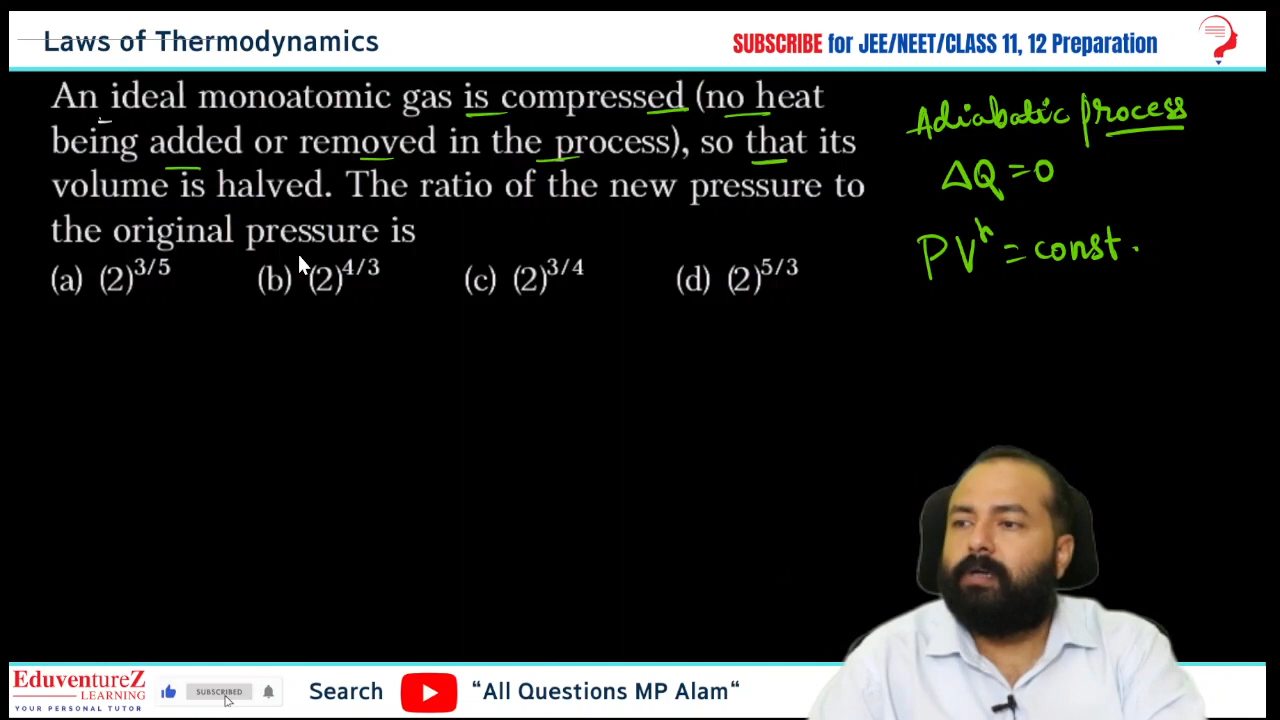 Laws of Thermodynamics
SUBSCRIBE for JEE/NEET/CLASS 11, 12 Preparation
An ideal monoatomic gas is compressed (no heat
being added or removed in the process), so that its
volume is halved. The ratio of the new pressure to
the original pressure is
(a) (2)^3/5 (b) (2)^4/3 (c) (2)^3/4 (d) (2)^5/3
Adiabatic process
ΔQ = 0
PV^r = const.
EduventureZ
LEARNING
YOUR PERSONAL TUTOR
SUBSCRIBED
Search
"All Questions MP Alam"